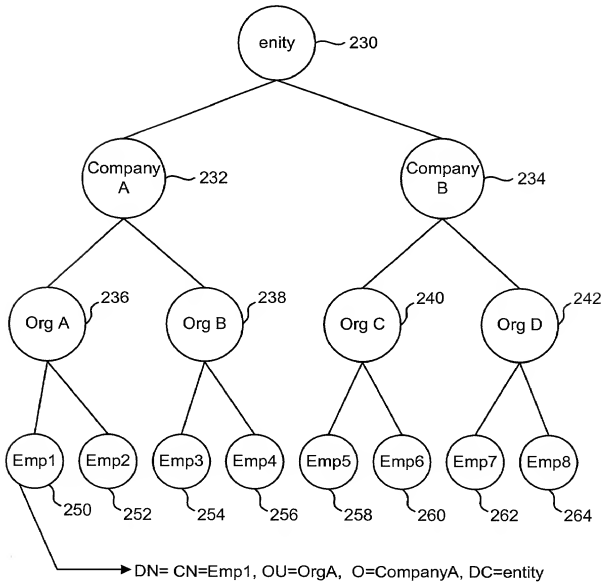 enity
230
Company
A
232
Company
B
234
Org A
236
Org B
238
Org C
240
Org D
242
Emp1
Emp2
Emp3
Emp4
Emp5
Emp6
Emp7
Emp8
250
252
254
256
258
260
262
264
DN= CN=Emp1, OU=OrgA, O=CompanyA, DC=entity